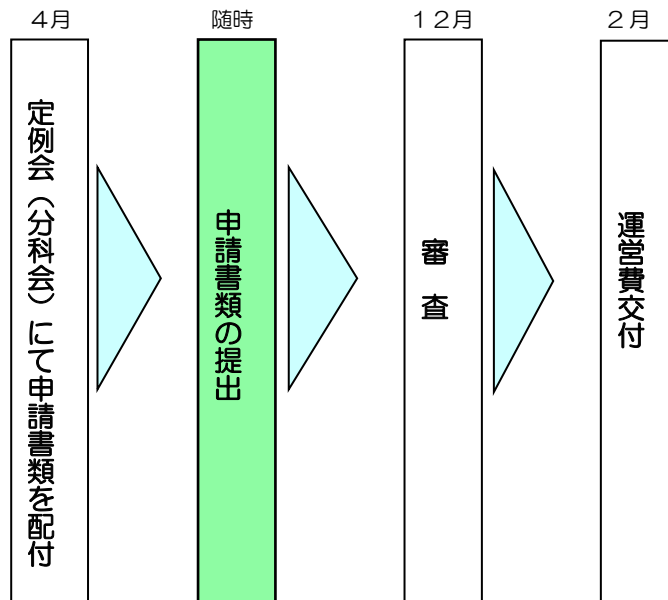 4月
定例会（分科会）にて申請書類を配付
随時
申請書類の提出
１２月
審　査
２月
運営費交付